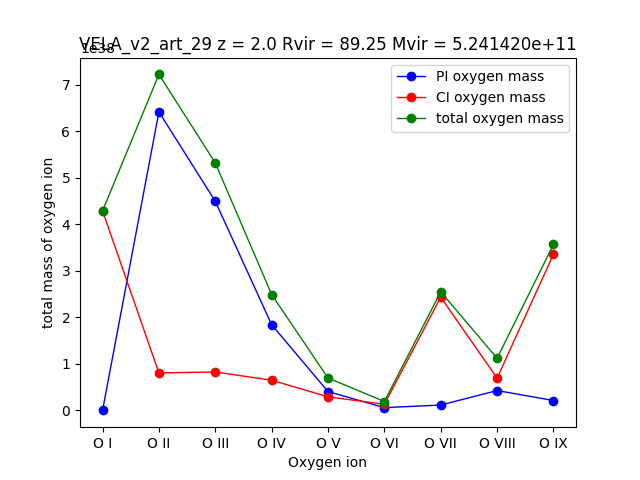 VELA_v2_art_29 z = 2.0 Rvir = 89.25 Mvir = 5.241420e+11
1e38
PI oxygen mass
CI oxygen mass
total oxygen mass
total mass of oxygen ion
7
6
5
4
3
2
1
0
O I O II O III O IV O V O VI O VII O VIII O IX
Oxygen ion